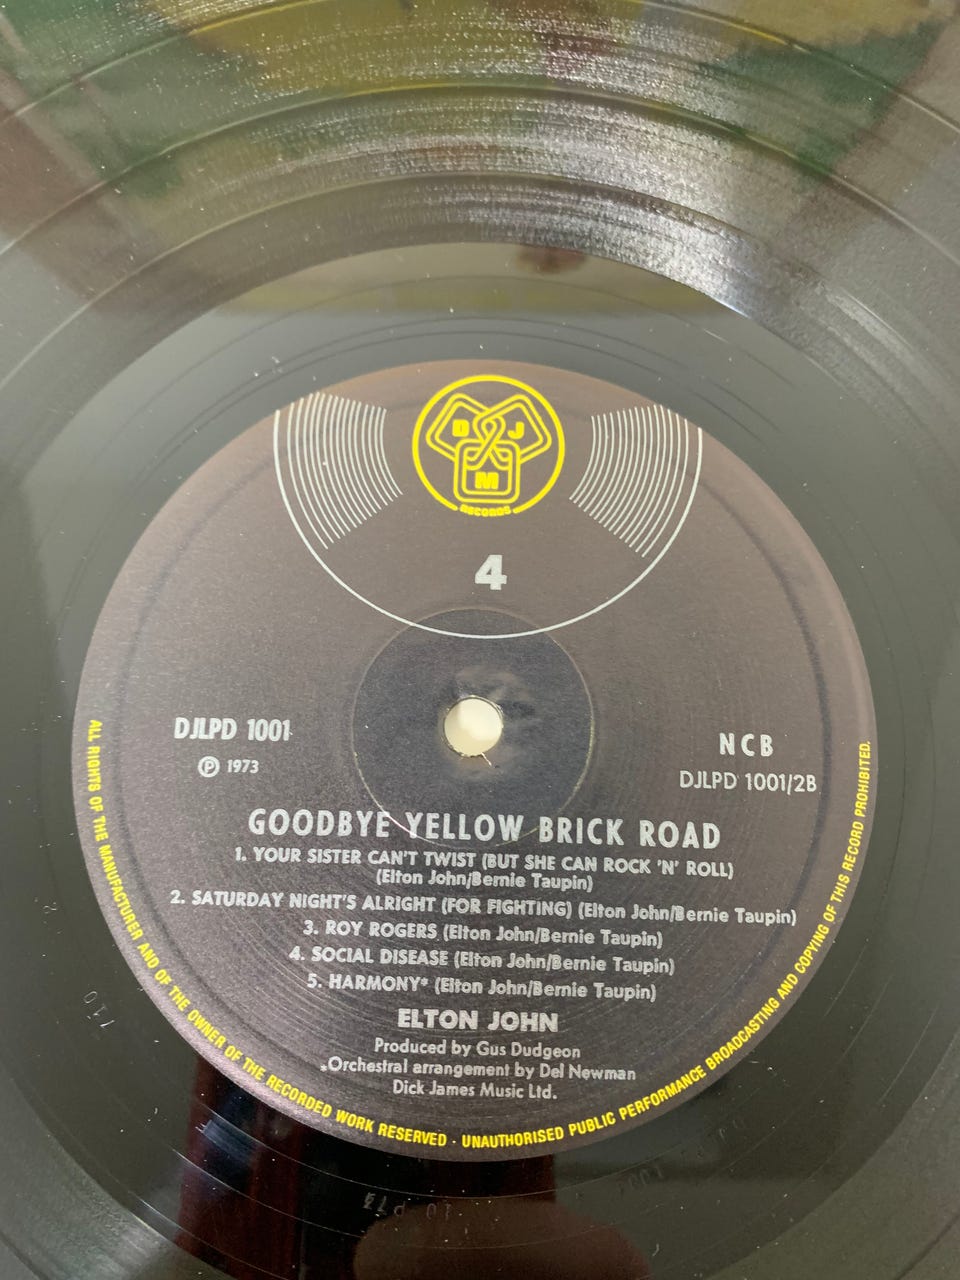 D J
M
RECORDS
4
DJLPD 1001
℗ 1973
NCB
DJLPD 1001/2B
GOODBYE YELLOW BRICK ROAD
1. YOUR SISTER CAN'T TWIST (BUT SHE CAN ROCK 'N' ROLL)
(Elton John/Bernie Taupin)
2. SATURDAY NIGHT'S ALRIGHT (FOR FIGHTING) (Elton John/Bernie Taupin)
3. ROY ROGERS (Elton John/Bernie Taupin)
4. SOCIAL DISEASE (Elton John/Bernie Taupin)
5. HARMONY* (Elton John/Bernie Taupin)
ELTON JOHN
Produced by Gus Dudgeon
*Orchestral arrangement by Del Newman
Dick James Music Ltd.
ALL RIGHTS OF THE MANUFACTURER AND OF THE OWNER OF THE RECORDED WORK RESERVED · UNAUTHORISED PUBLIC PERFORMANCE BROADCASTING AND COPYING OF THIS RECORD PROHIBITED.